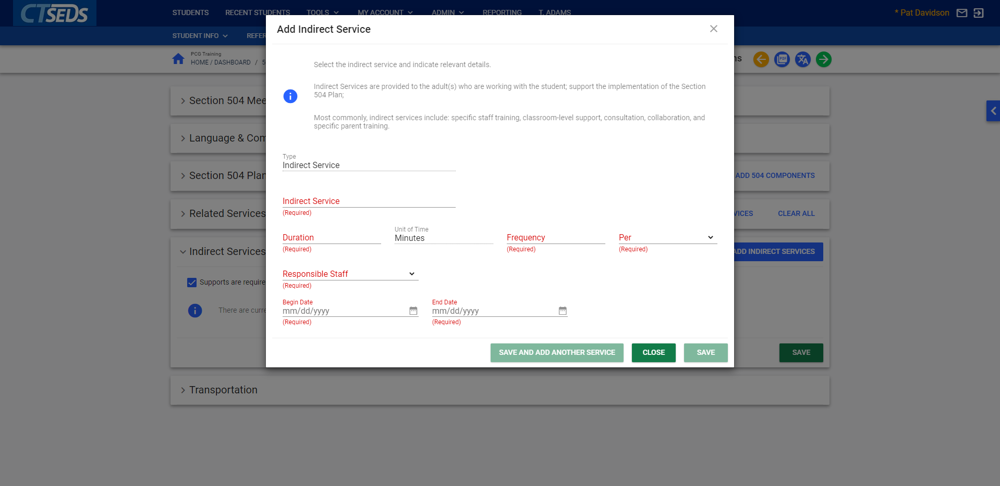 CTSEDS
STUDENTS RECENT STUDENTS TOOLS MY ACCOUNT ADMIN REPORTING T. ADAMS
* Pat Davidson
STUDENT INFO REFER
PCG Training
HOME / DASHBOARD / 5
ns
PDF
Add Indirect Service
Select the indirect service and indicate relevant details.
Indirect Services are provided to the adult(s) who are working with the student; support the implementation of the Section
504 Plan;
Most commonly, indirect services include: specific staff training, classroom-level support, consultation, collaboration, and
specific parent training.
Type
Indirect Service
Indirect Service
(Required)
Duration
(Required)
Unit of Time
Minutes
Frequency
(Required)
Per
(Required)
Responsible Staff
(Required)
Begin Date
mm/dd/yyyy
(Required)
End Date
mm/dd/yyyy
(Required)
SAVE AND ADD ANOTHER SERVICE CLOSE SAVE
Section 504 Mee
Language & Com
Section 504 Plan
ADD 504 COMPONENTS
Related Services
VICES CLEAR ALL
Indirect Services
ADD INDIRECT SERVICES
Supports are require
There are curre
SAVE
Transportation